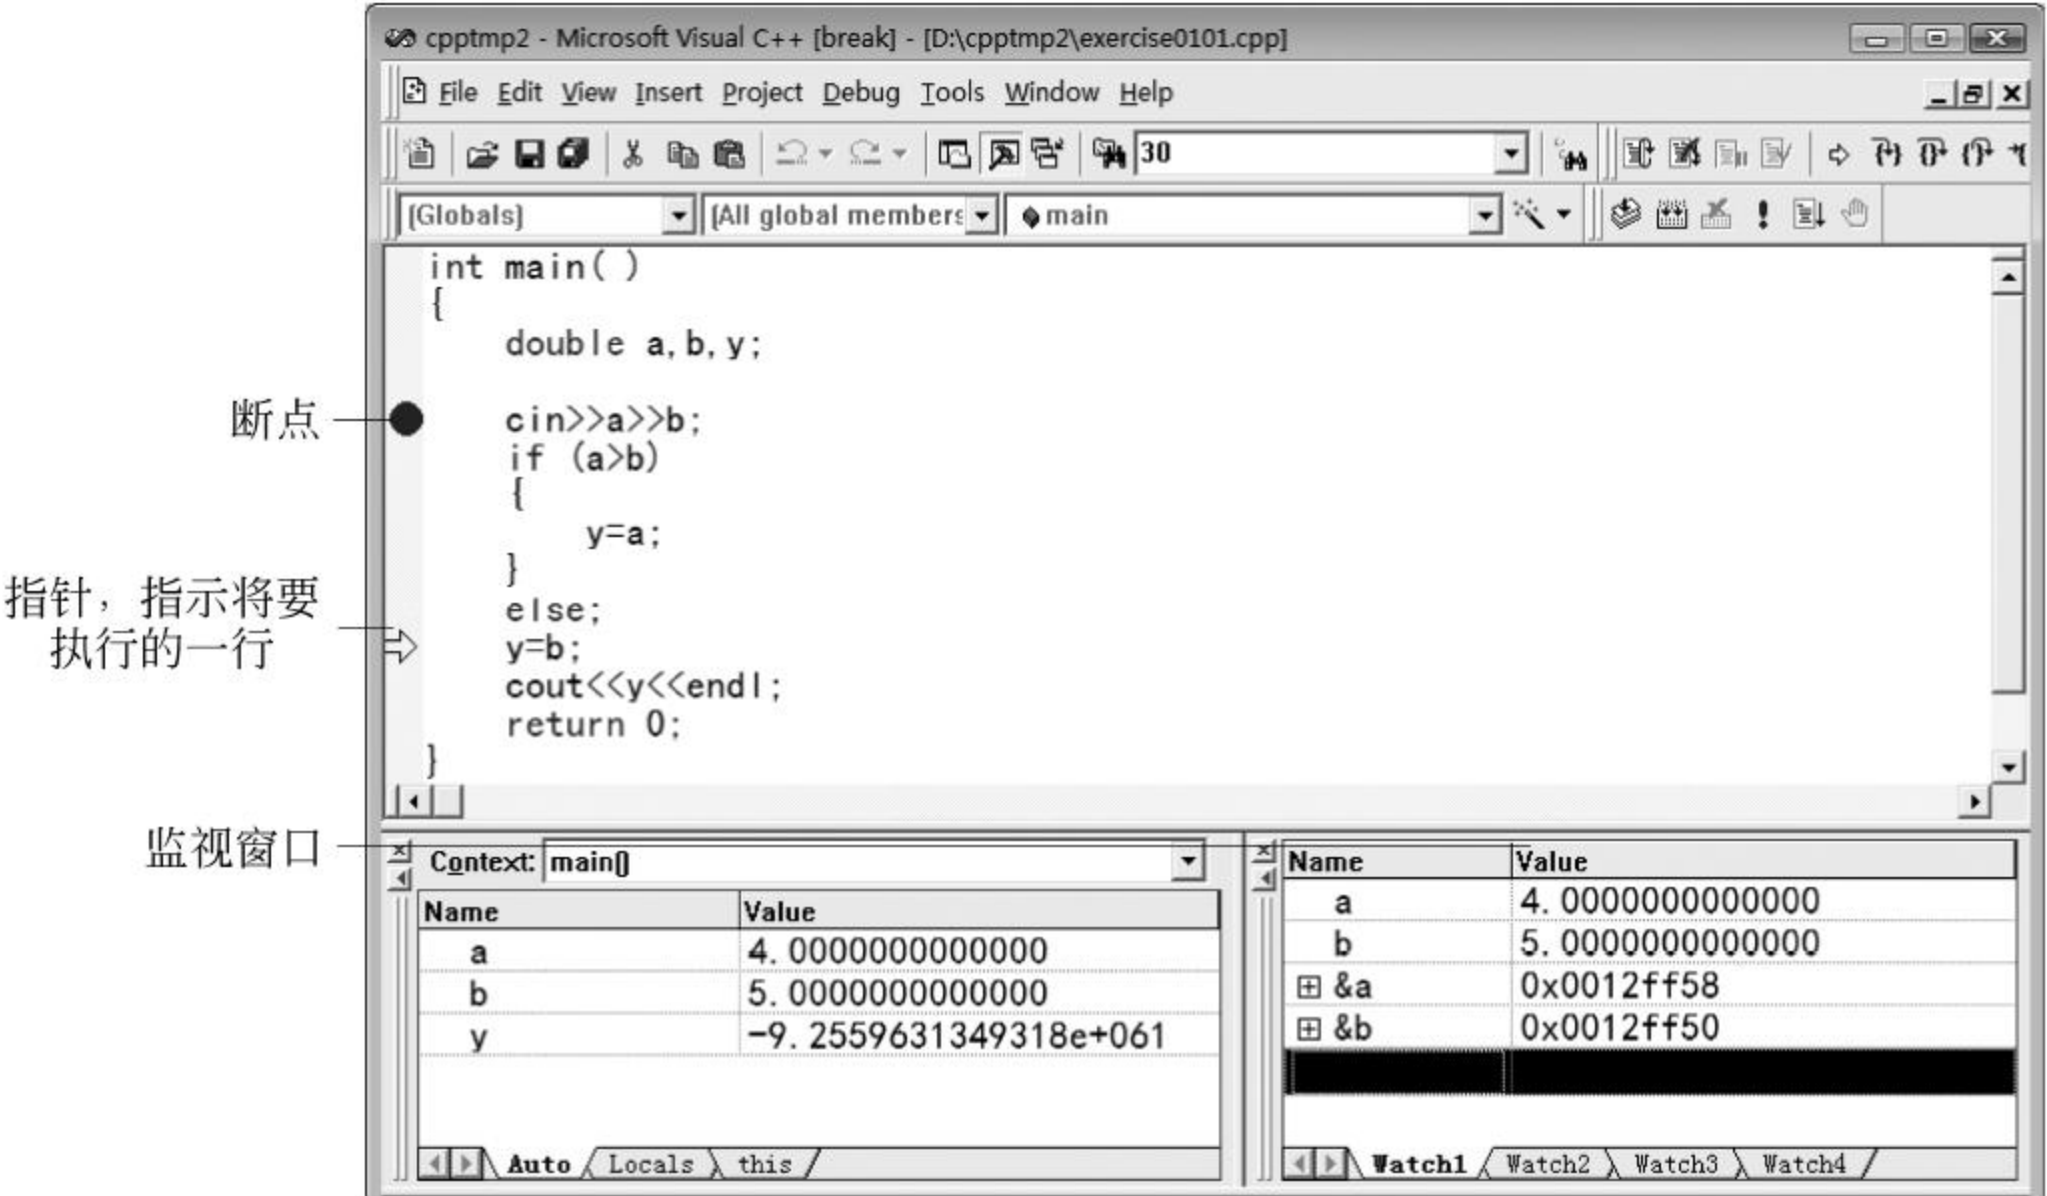 cpptmp2 - Microsoft Visual C++ [break] - [D:\cpptmp2\exercise0101.cpp]
File Edit View Insert Project Debug Tools Window Help
30
(Globals) (All global members main
int main( )
{
double a,b,y;
断点
cin>>a>>b;
if (a>b)
{
y=a;
}
else;
指针，指示将要
执行的一行
y=b;
cout<<y<<endl;
return 0;
}
监视窗口
Context: main()
Name Value
a 4.0000000000000
b 5.0000000000000
y -9.2559631349318e+061
Auto Locals this
Name Value
a 4.0000000000000
b 5.0000000000000
&a 0x0012ff58
&b 0x0012ff50
Watch1 Watch2 Watch3 Watch4